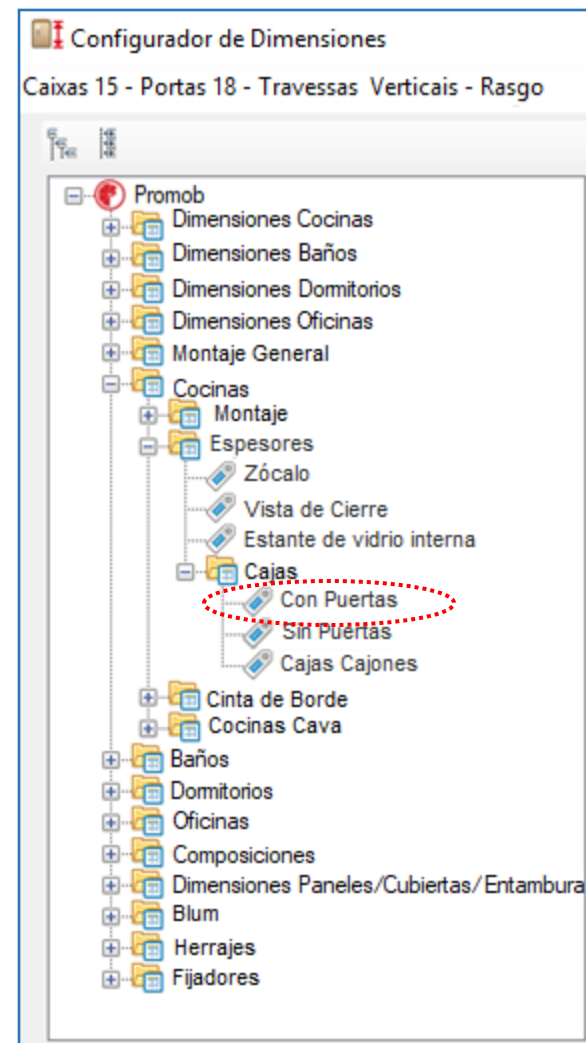 Configurador de Dimensiones
Caixas 15 - Portas 18 - Travessas Verticais - Rasgo
Promob
Dimensiones Cocinas
Dimensiones Baños
Dimensiones Dormitorios
Dimensiones Oficinas
Montaje General
Cocinas
Montaje
Espesores
Zócalo
Vista de Cierre
Estante de vidrio interna
Cajas
Con Puertas
Sin Puertas
Cajas Cajones
Cinta de Borde
Cocinas Cava
Baños
Dormitorios
Oficinas
Composiciones
Dimensiones Paneles/Cubiertas/Entambura
Blum
Herrajes
Fijadores